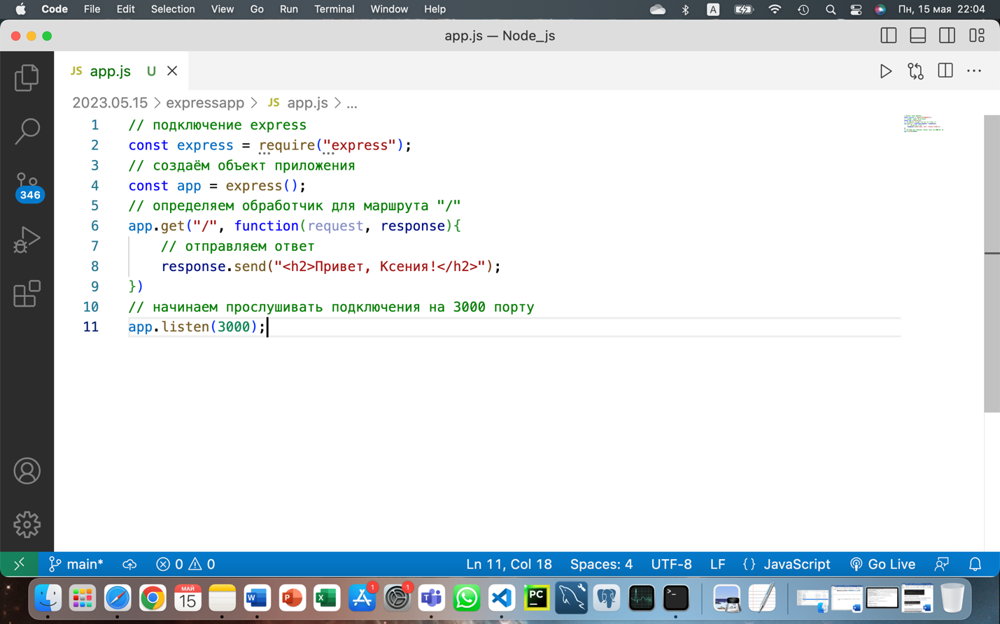 Code File Edit Selection View Go Run Terminal Window Help A Пн, 15 мая 22:04
app.js — Node_js
JS app.js U
2023.05.15 > expressapp > JS app.js > ...
1 // подключение express
2 const express = require("express");
3 // создаём объект приложения
4 const app = express();
5 // определяем обработчик для маршрута "/"
6 app.get("/", function(request, response){
7 // отправляем ответ
8 response.send("<h2>Привет, Ксения!</h2>");
9 })
10 // начинаем прослушивать подключения на 3000 порту
11 app.listen(3000);
346
main* 0 0 Ln 11, Col 18 Spaces: 4 UTF-8 LF {} JavaScript Go Live
МАЙ
15 W P X 1 1 T PC >_